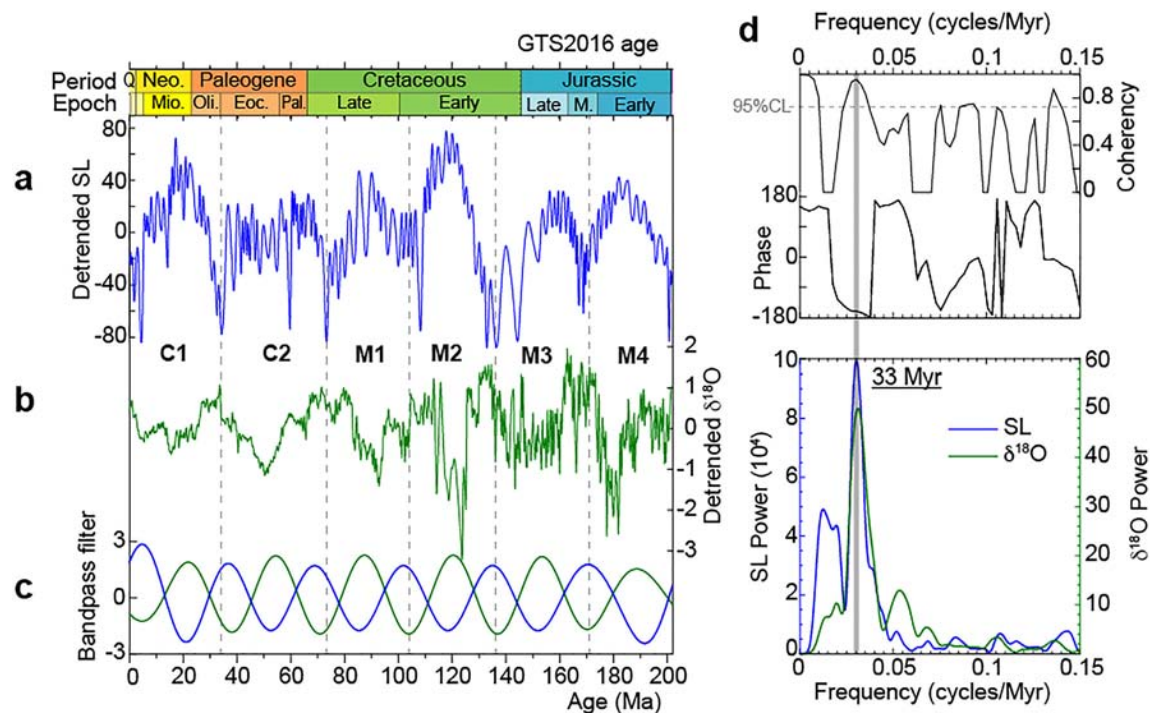 GTS2016 age
Period Q Neo. Paleogene Cretaceous Jurassic
Epoch Mio. Oli. Eoc. Pal. Late Early Late M. Early
a
Detrended SL
80
40
0
-40
-80
C1 C2 M1 M2 M3 M4
b
Detrended δ18O
2
1
0
-1
-2
-3
c
Bandpass filter
3
0
-3
0 20 40 60 80 100 120 140 160 180 200
Age (Ma)
d
Frequency (cycles/Myr)
0 0.05 0.1 0.15
95%CL
0.8
0.4
0
Coherency
180
0
-180
Phase
33 Myr
SL
δ18O
10
8
6
4
2
0
SL Power (10⁴)
60
50
40
30
20
10
δ18O Power
0 0.05 0.1 0.15
Frequency (cycles/Myr)